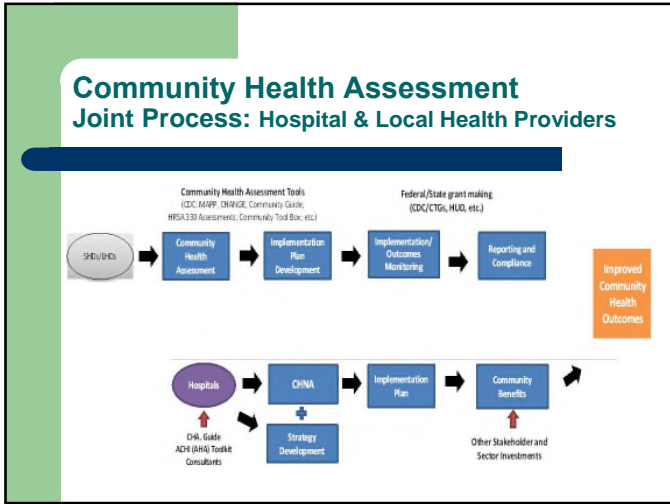 Community Health Assessment
Joint Process: Hospital & Local Health Providers
Community Health Assessment Tools
(CDC: MAPP, CHANGE, Community Guide;
HRSA 330 Assessments; Community Tool Box; etc.)
Federal/State grant making
(CDC/CTGs, HUD, etc.)
SHDs/LHDs
Community
Health
Assessment
Implementation
Plan
Development
Implementation/
Outcomes
Monitoring
Reporting and
Compliance
Improved
Community
Health
Outcomes
Hospitals
CHNA
Implementation
Plan
Community
Benefits
Strategy
Development
CHA, Guide
ACHI (AHA) Toolkit
Consultants
Other Stakeholder and
Sector Investments